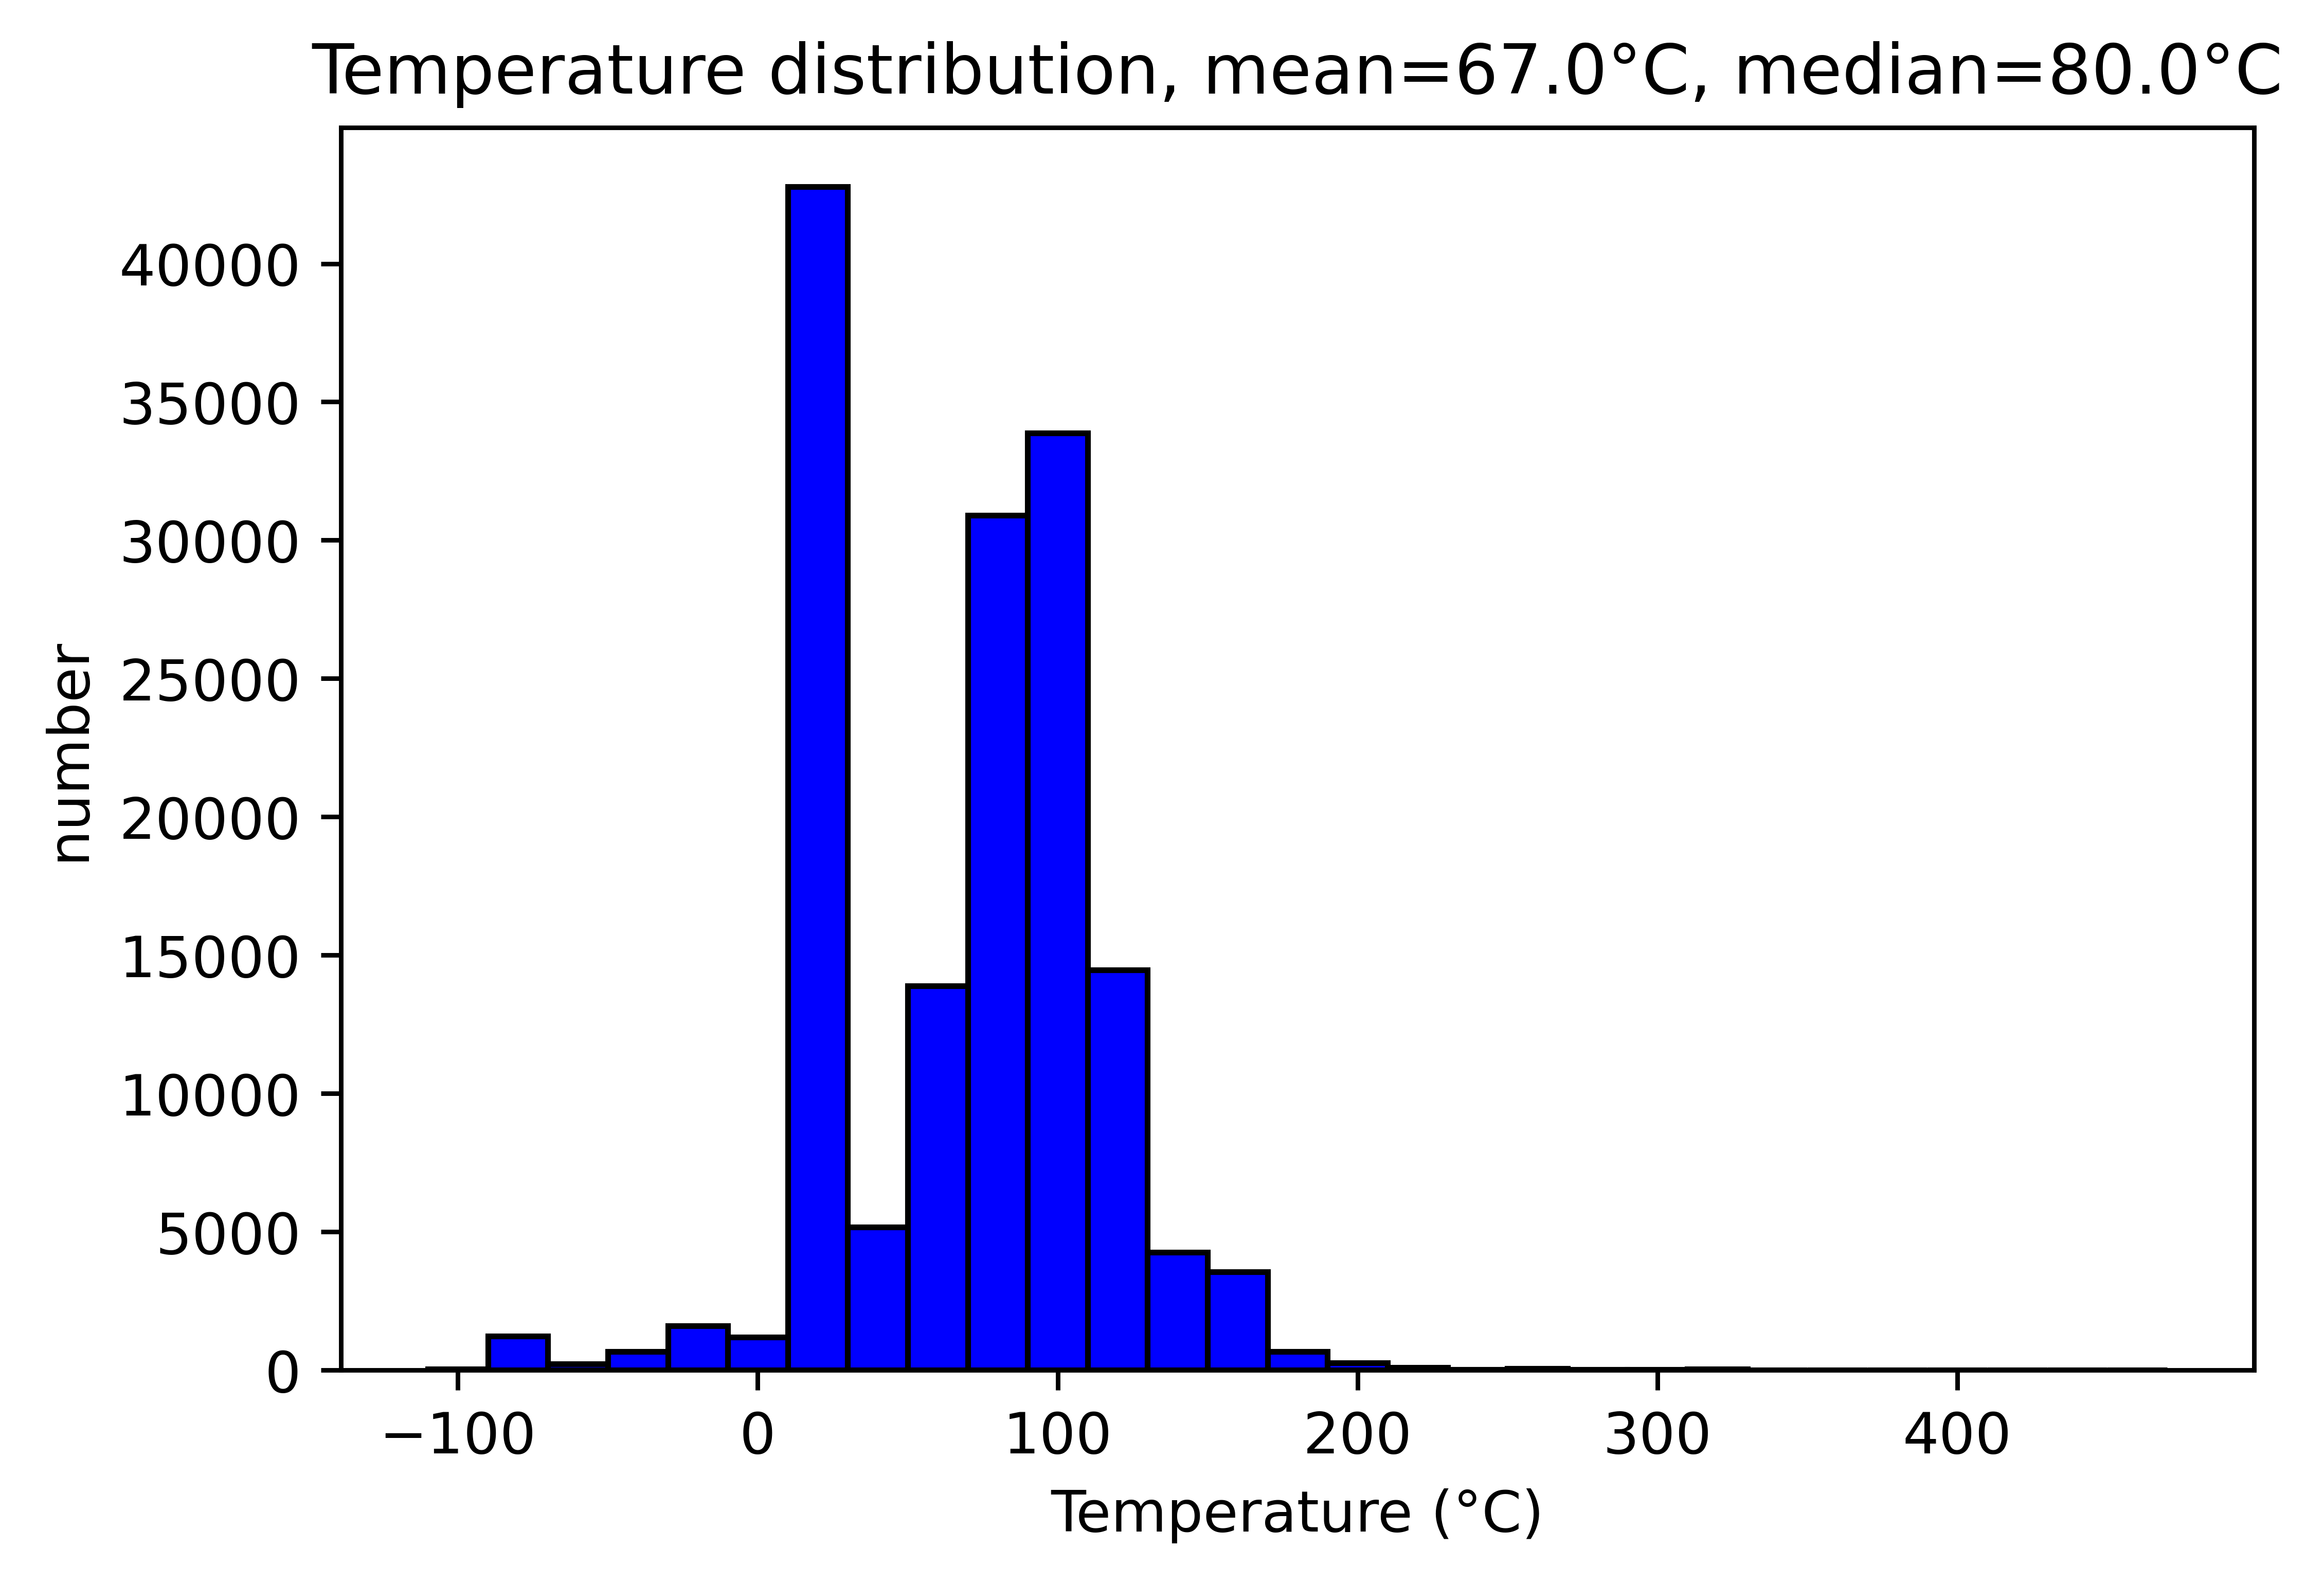 Temperature distribution, mean=67.0°C, median=80.0°C
number
40000
35000
30000
25000
20000
15000
10000
5000
0
−100 0 100 200 300 400
Temperature (°C)